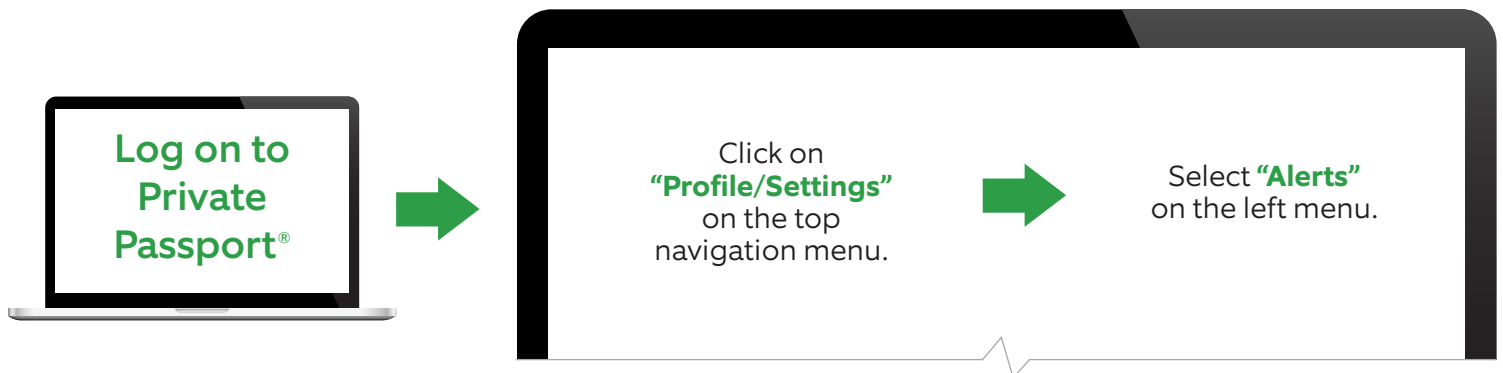 Log on to
Private
Passport®
Click on
“Profile/Settings”
on the top
navigation menu.
Select “Alerts”
on the left menu.